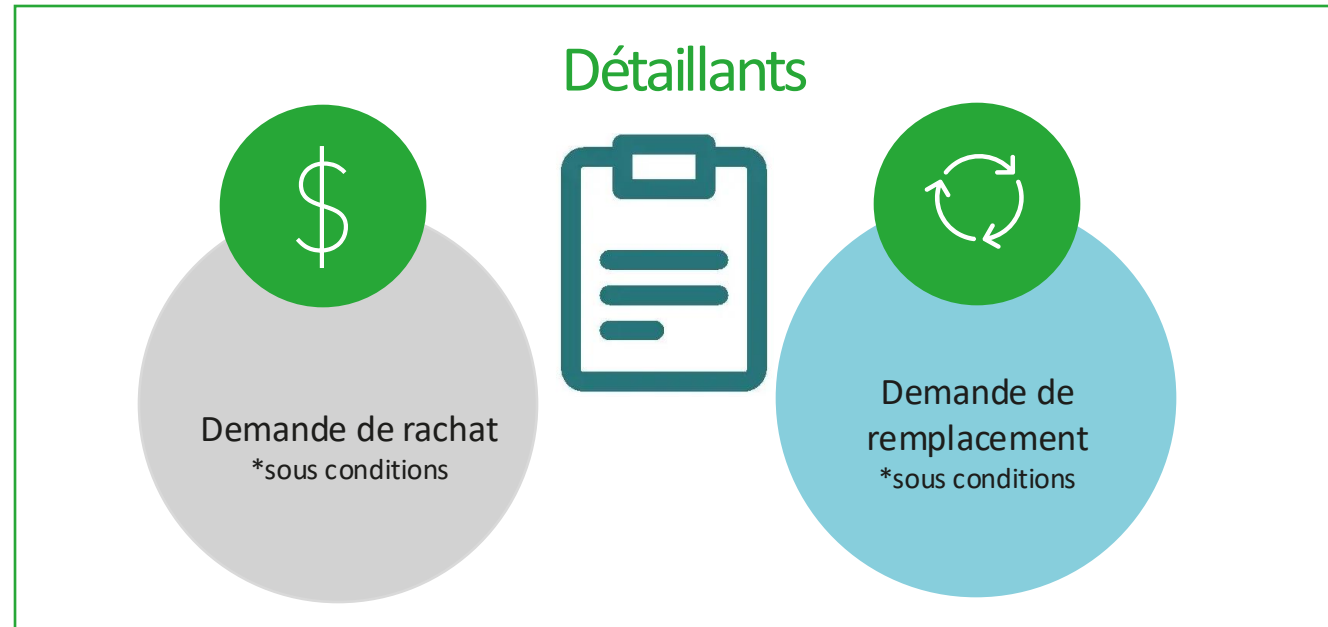 Détaillants
Demande de rachat
*sous conditions
Demande de
remplacement
*sous conditions